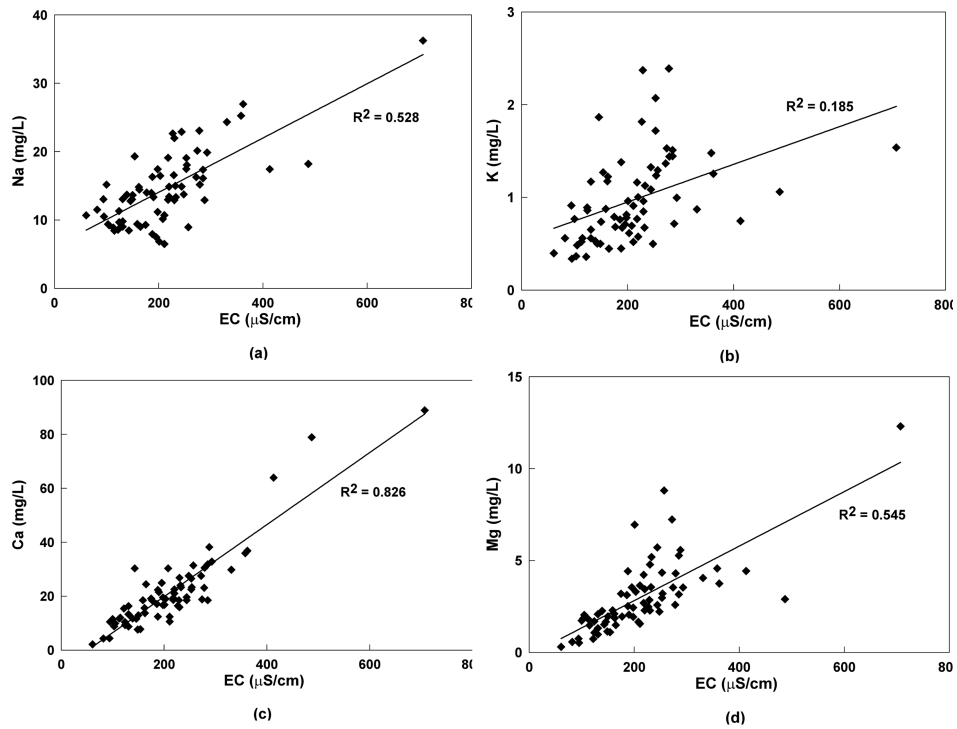 40
30
20
10
0
Na (mg/L)
R2 = 0.528
0 200 400 600 80
EC (μS/cm)
(a)
3
2
1
0
K (mg/L)
R2 = 0.185
0 200 400 600 800
EC (μS/cm)
(b)
100
80
60
40
20
0
Ca (mg/L)
R2 = 0.826
0 200 400 600 80
EC (μS/cm)
(c)
15
10
5
0
Mg (mg/L)
R2 = 0.545
0 200 400 600 80
EC (μS/cm)
(d)